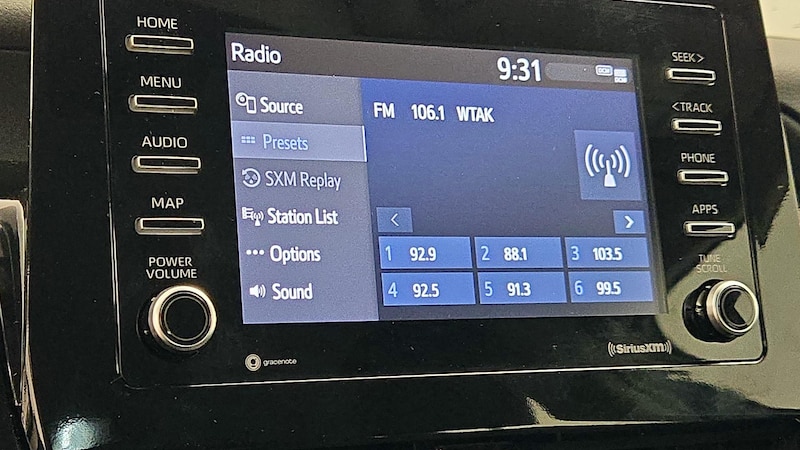 HOME
MENU
AUDIO
MAP
POWER
VOLUME
Radio
9:31
DCM
Source
Presets
SXM Replay
Station List
Options
Sound
FM 106.1 WTAK
<
>
1 92.9
2 88.1
3 103.5
4 92.5
5 91.3
6 99.5
SEEK >
< TRACK
PHONE
APPS
TUNE
SCROLL
gracenote
SiriusXM